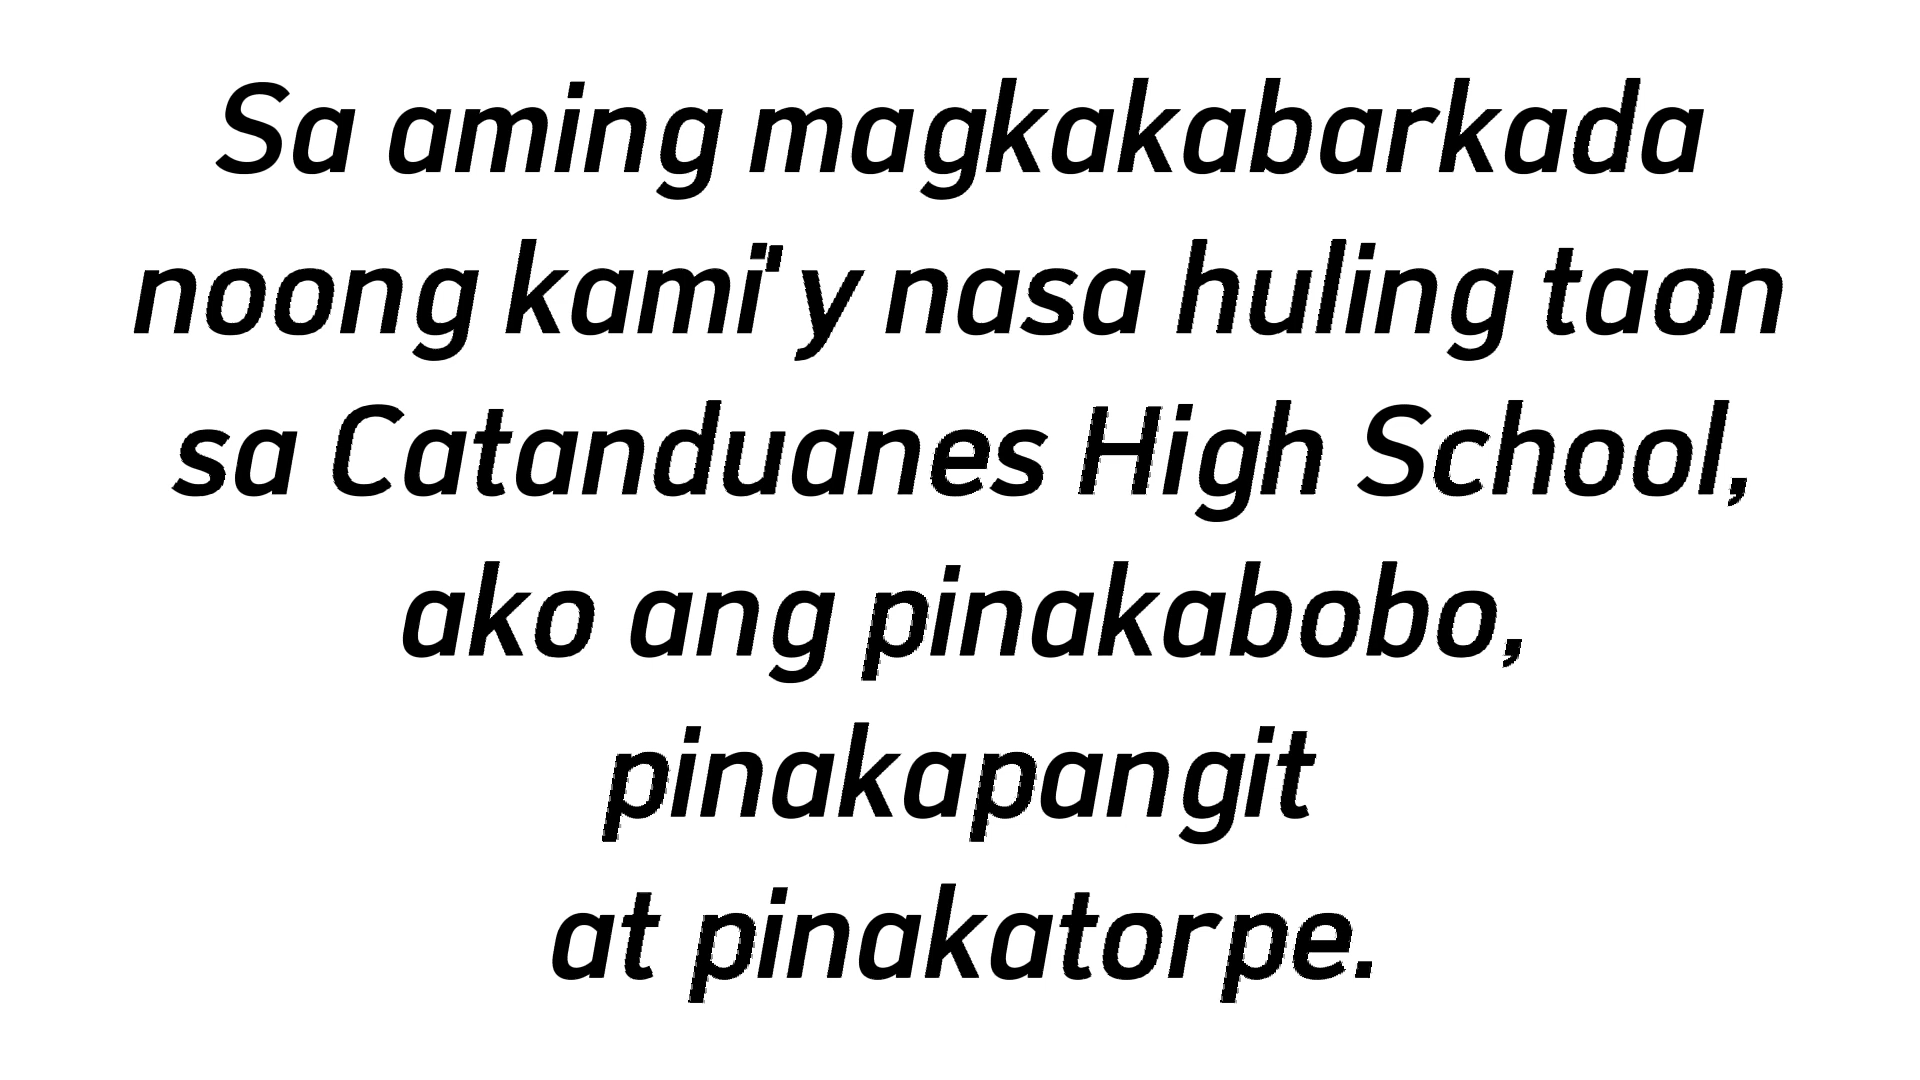 Sa aming magkakabarkada
noong kami'y nasa huling taon
sa Catanduanes High School,
ako ang pinakabobo,
pinakapangit
at pinakatorpe.